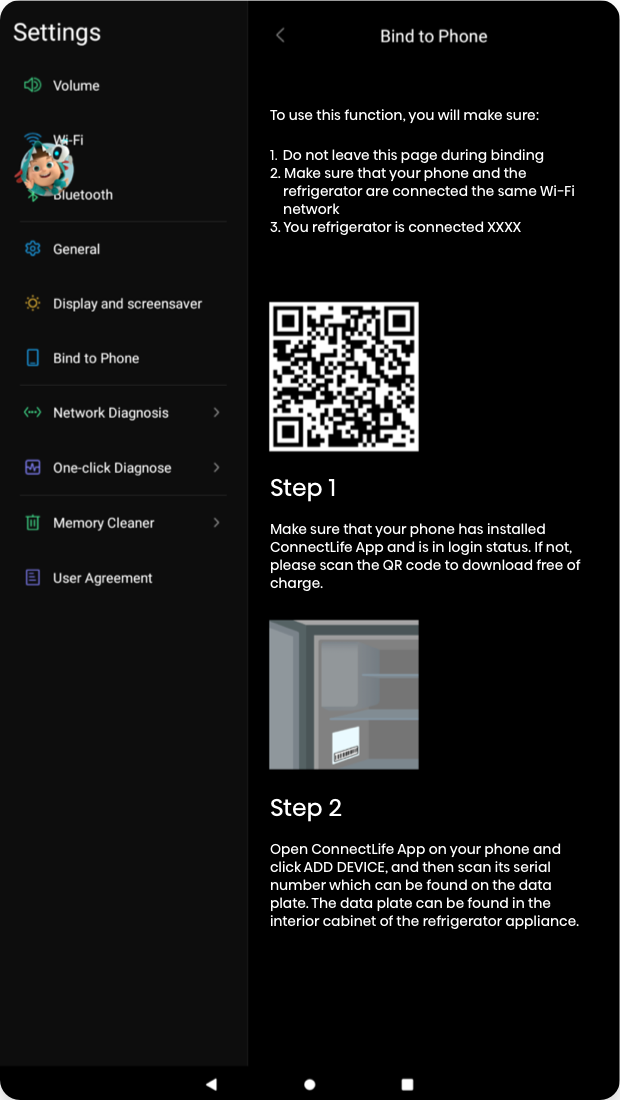 Settings
Volume
Wi-Fi
Bluetooth
General
Display and screensaver
Bind to Phone
Network Diagnosis
One-click Diagnose
Memory Cleaner
User Agreement
Bind to Phone
To use this function, you will make sure:
1. Do not leave this page during binding
2. Make sure that your phone and the
refrigerator are connected the same Wi-Fi
network
3. You refrigerator is connected XXXX
Step 1
Make sure that your phone has installed
ConnectLife App and is in login status. If not,
please scan the QR code to download free of
charge.
Step 2
Open ConnectLife App on your phone and
click ADD DEVICE, and then scan its serial
number which can be found on the data
plate. The data plate can be found in the
interior cabinet of the refrigerator appliance.